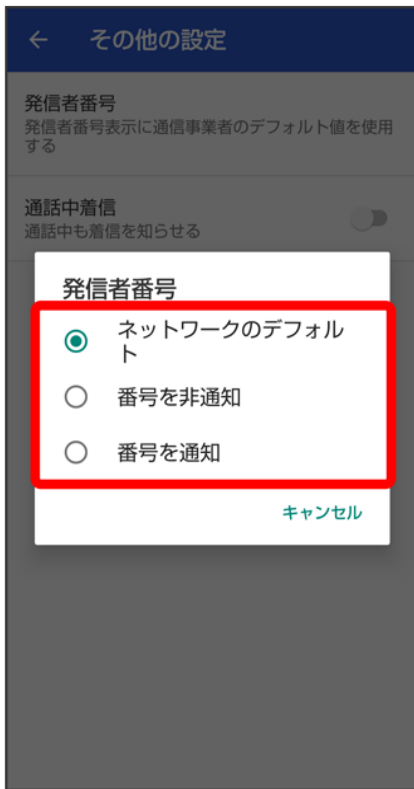 その他の設定
発信者番号
発信者番号表示に通信事業者のデフォルト値を使用
する
通話中着信
通話中も着信を知らせる
発信者番号
ネットワークのデフォル
ト
番号を非通知
番号を通知
キャンセル